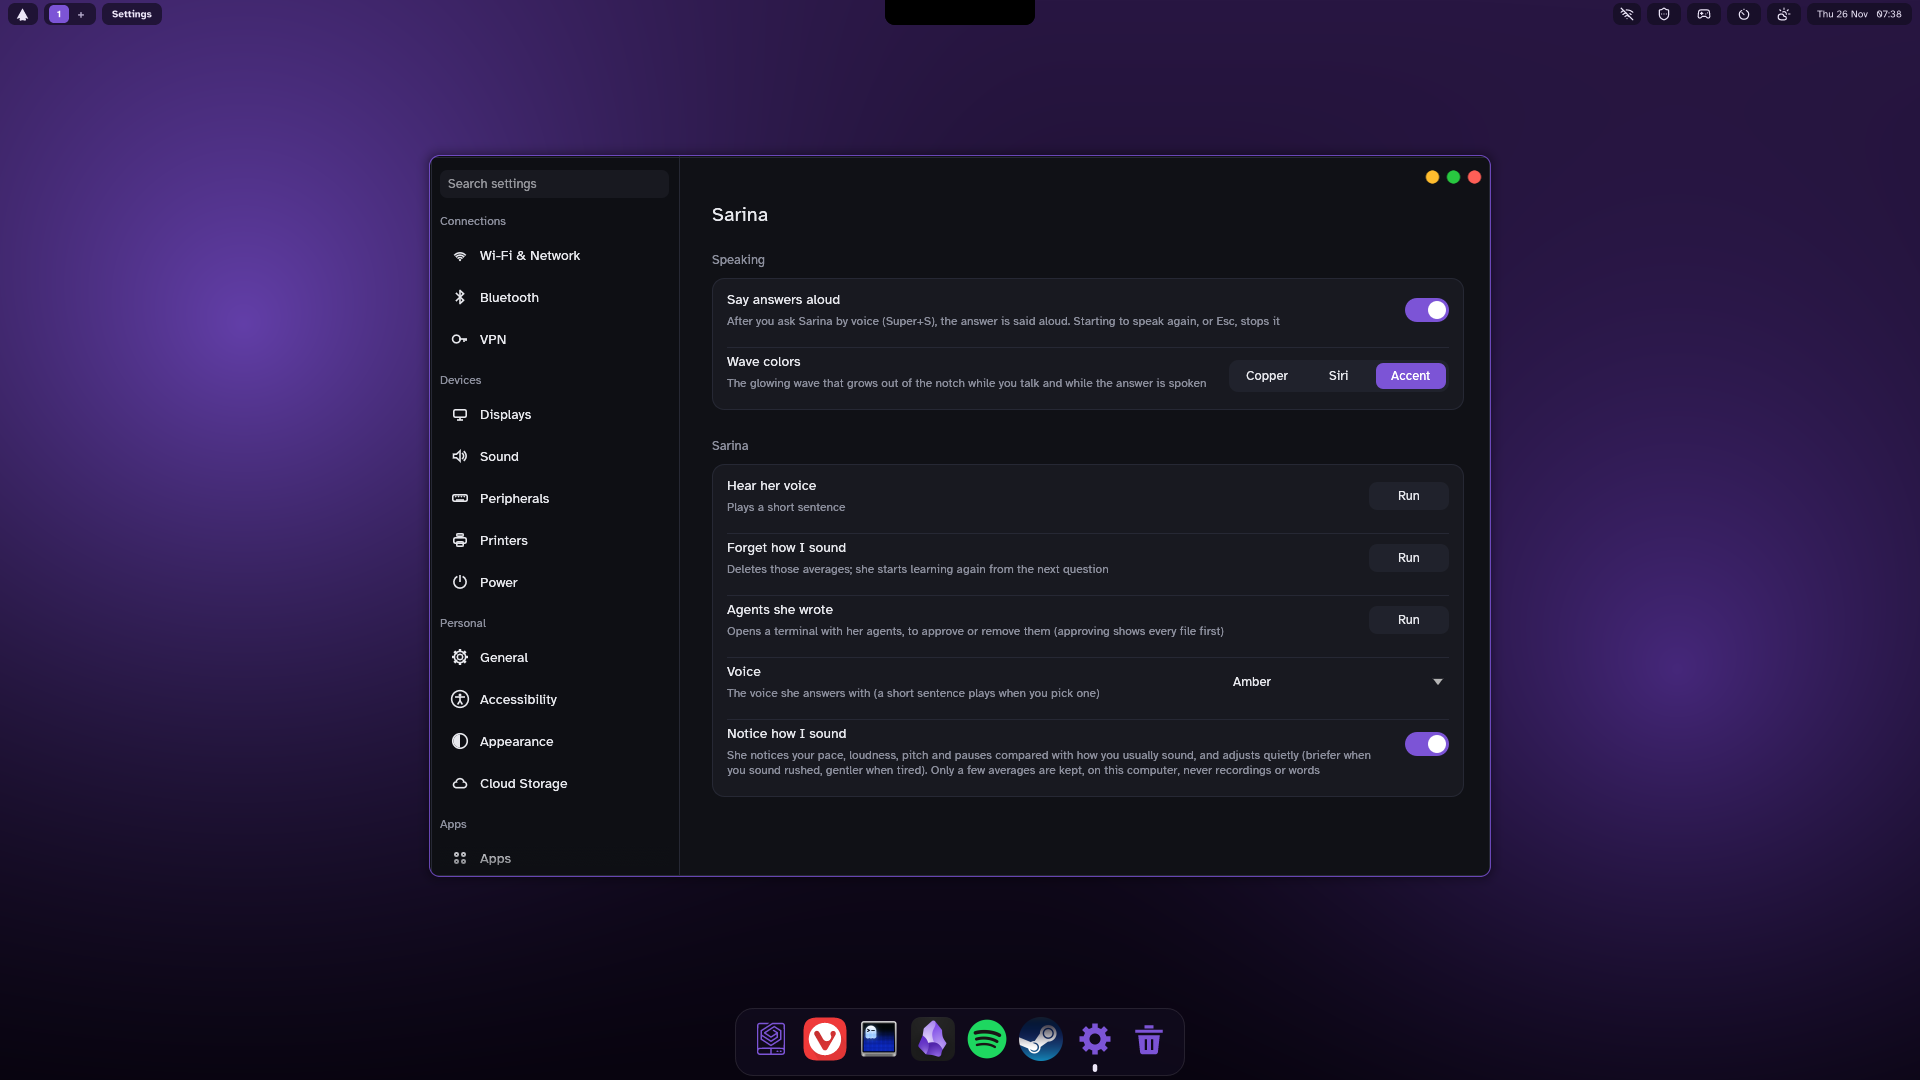 1 + Settings
Thu 26 Nov 07:38
Search settings
Connections
Wi-Fi & Network
Bluetooth
VPN
Devices
Displays
Sound
Peripherals
Printers
Power
Personal
General
Accessibility
Appearance
Cloud Storage
Apps
Apps
Sarina
Speaking
Say answers aloud
After you ask Sarina by voice (Super+S), the answer is said aloud. Starting to speak again, or Esc, stops it
Wave colors
The glowing wave that grows out of the notch while you talk and while the answer is spoken
Copper Siri Accent
Sarina
Hear her voice
Plays a short sentence
Run
Forget how I sound
Deletes those averages; she starts learning again from the next question
Run
Agents she wrote
Opens a terminal with her agents, to approve or remove them (approving shows every file first)
Run
Voice
The voice she answers with (a short sentence plays when you pick one)
Amber
Notice how I sound
She notices your pace, loudness, pitch and pauses compared with how you usually sound, and adjusts quietly (briefer when
you sound rushed, gentler when tired). Only a few averages are kept, on this computer, never recordings or words